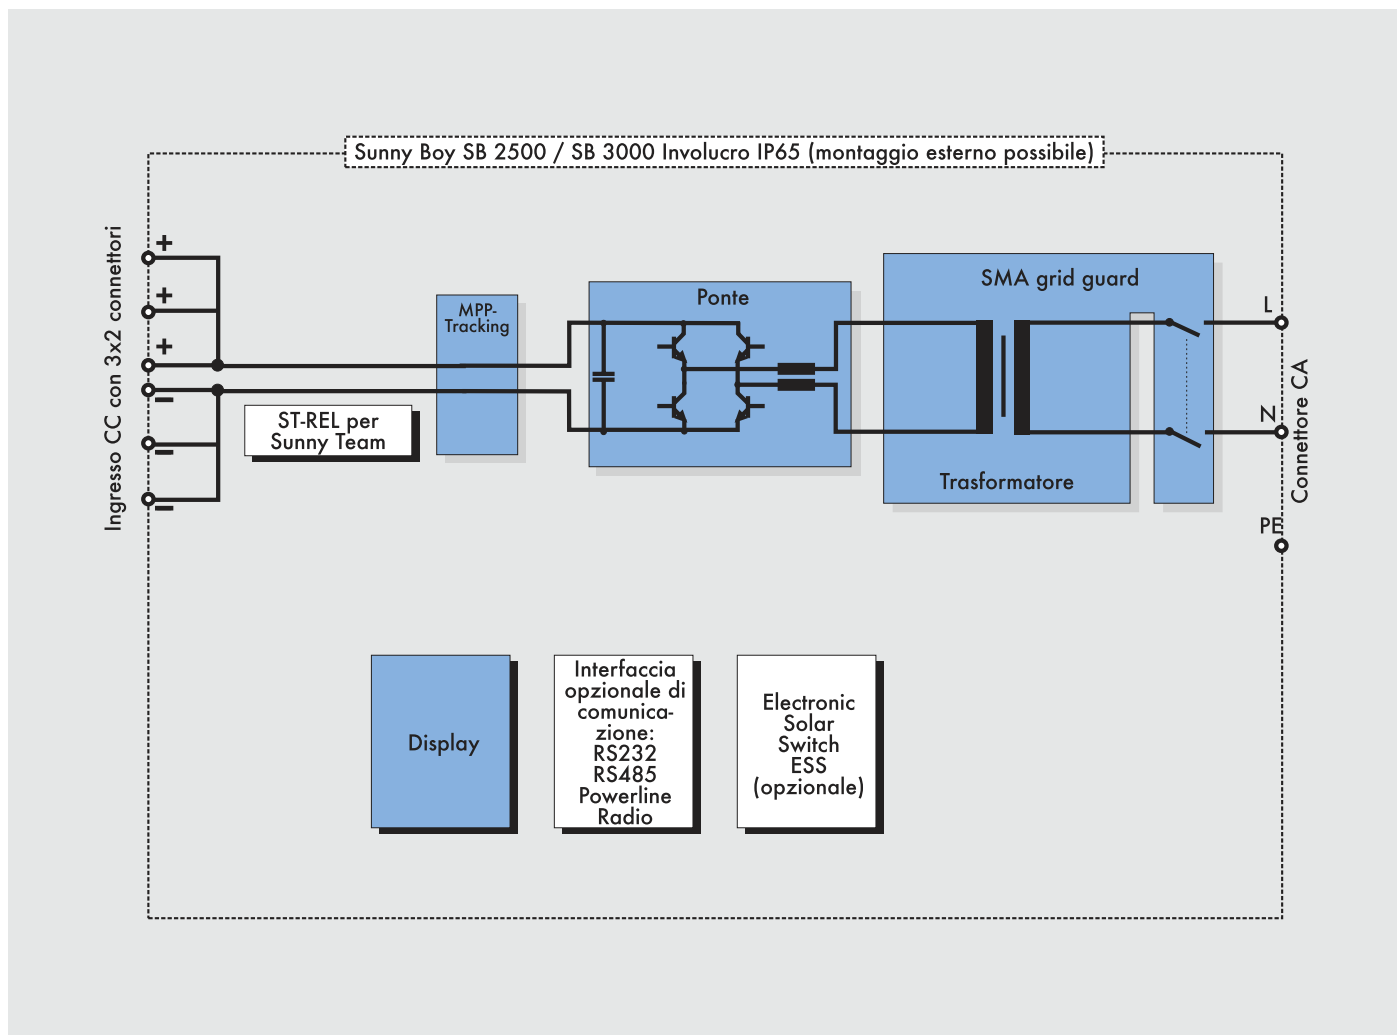 Sunny Boy SB 2500 / SB 3000 Involucro IP65 (montaggio esterno possibile)
Ingresso CC con 3x2 connettori
+
+
+
−
−
−
ST-REL per
Sunny Team
MPP-
Tracking
Ponte
SMA grid guard
Trasformatore
L
N
PE
Connettore CA
Display
Interfaccia
opzionale di
comunica-
zione:
RS232
RS485
Powerline
Radio
Electronic
Solar
Switch
ESS
(opzionale)